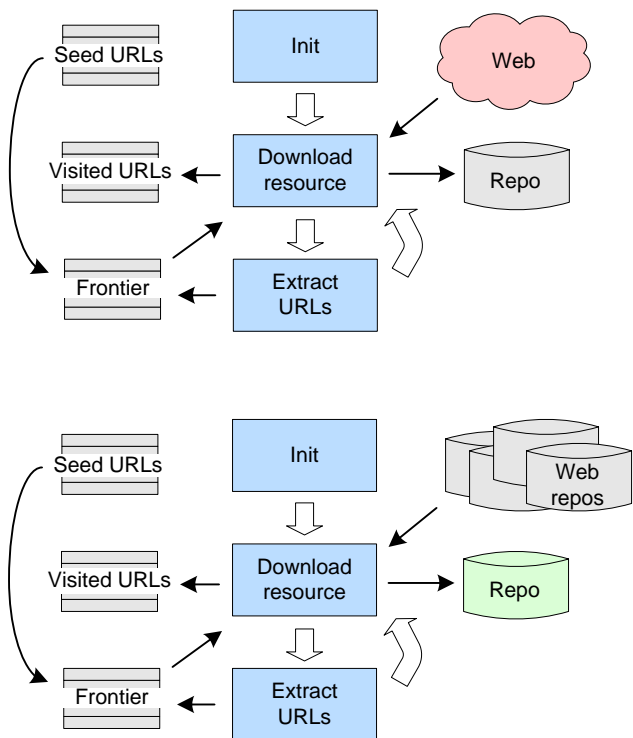 Seed URLs
Init
Web
Visited URLs
Download
resource
Repo
Frontier
Extract
URLs
Seed URLs
Init
Web
repos
Visited URLs
Download
resource
Repo
Frontier
Extract
URLs